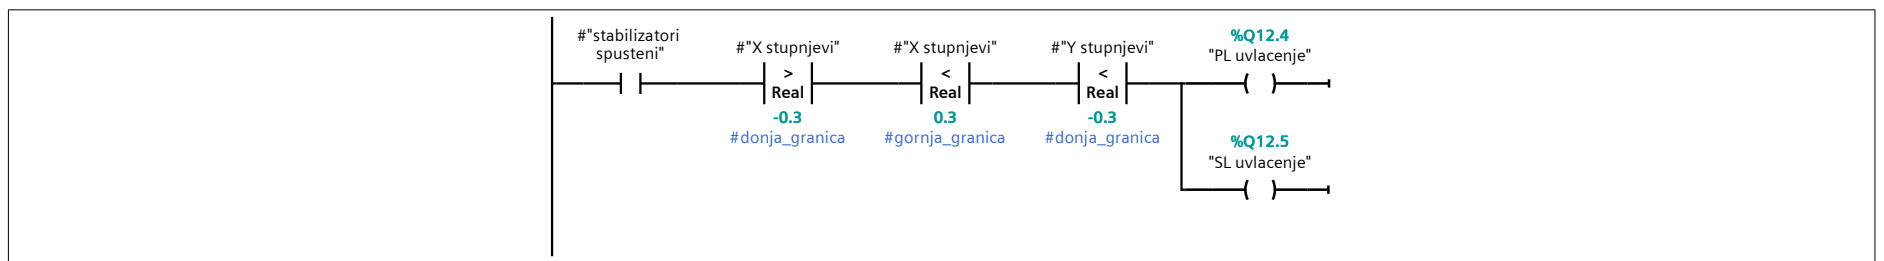 #"stabilizatori
spusteni"
#"X stupnjevi"
>
Real
-0.3
#donja_granica
#"X stupnjevi"
<
Real
0.3
#gornja_granica
#"Y stupnjevi"
<
Real
-0.3
#donja_granica
%Q12.4
"PL uvlacenje"
%Q12.5
"SL uvlacenje"